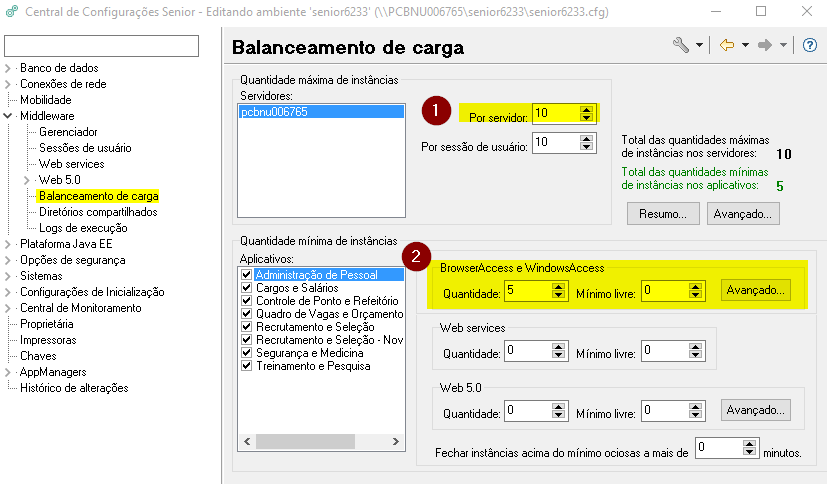 Central de Configurações Senior - Editando ambiente 'senior6233' (\\PCBNU006765\senior6233\senior6233.cfg)
Banco de dados
Conexões de rede
Mobilidade
Middleware
Gerenciador
Sessões de usuário
Web services
Web 5.0
Balanceamento de carga
Diretórios compartilhados
Logs de execução
Plataforma Java EE
Opções de segurança
Sistemas
Configurações de Inicialização
Central de Monitoramento
Proprietária
Impressoras
Chaves
AppManagers
Histórico de alterações
Balanceamento de carga
Quantidade máxima de instâncias
Servidores:
pcbnu006765
1
Por servidor: 10
Por sessão de usuário: 10
Total das quantidades máximas
de instâncias nos servidores: 10
Total das quantidades mínimas
de instâncias nos aplicativos: 5
Resumo... Avançado...
Quantidade mínima de instâncias
2
Aplicativos:
Administração de Pessoal
Cargos e Salários
Controle de Ponto e Refeitório
Quadro de Vagas e Orçamento
Recrutamento e Seleção
Recrutamento e Seleção - Nov
Segurança e Medicina
Treinamento e Pesquisa
BrowserAccess e WindowsAccess
Quantidade: 5 Mínimo livre: 0 Avançado...
Web services
Quantidade: 0 Mínimo livre: 0
Web 5.0
Quantidade: 0 Mínimo livre: 0 Avançado...
Fechar instâncias acima do mínimo ociosas a mais de 0 minutos.